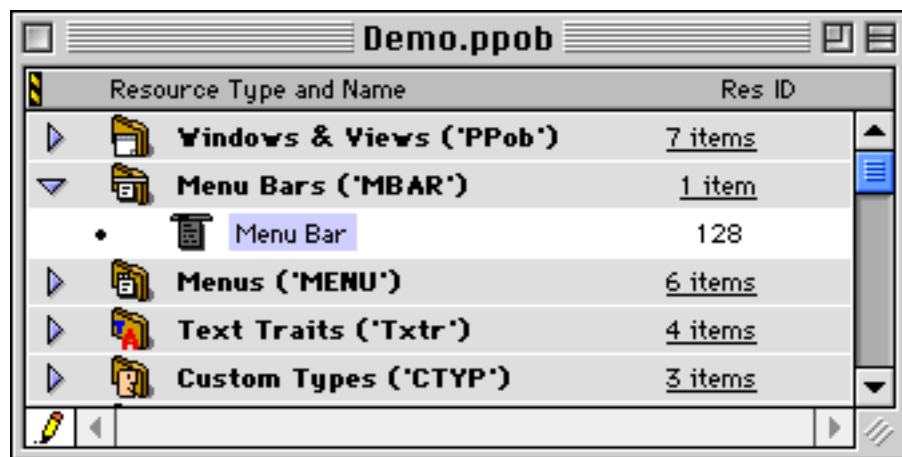 Demo.ppob
Resource Type and Name Res ID
Windows & Views ('PPob') 7 items
Menu Bars ('MBAR') 1 item
Menu Bar 128
Menus ('MENU') 6 items
Text Traits ('Txtr') 4 items
Custom Types ('CTYP') 3 items